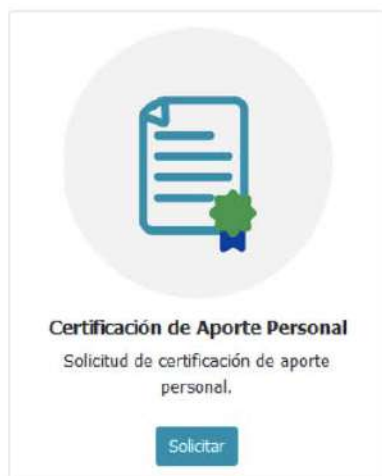 Certificación de Aporte Personal
Solicitud de certificación de aporte
personal.
Solicitar